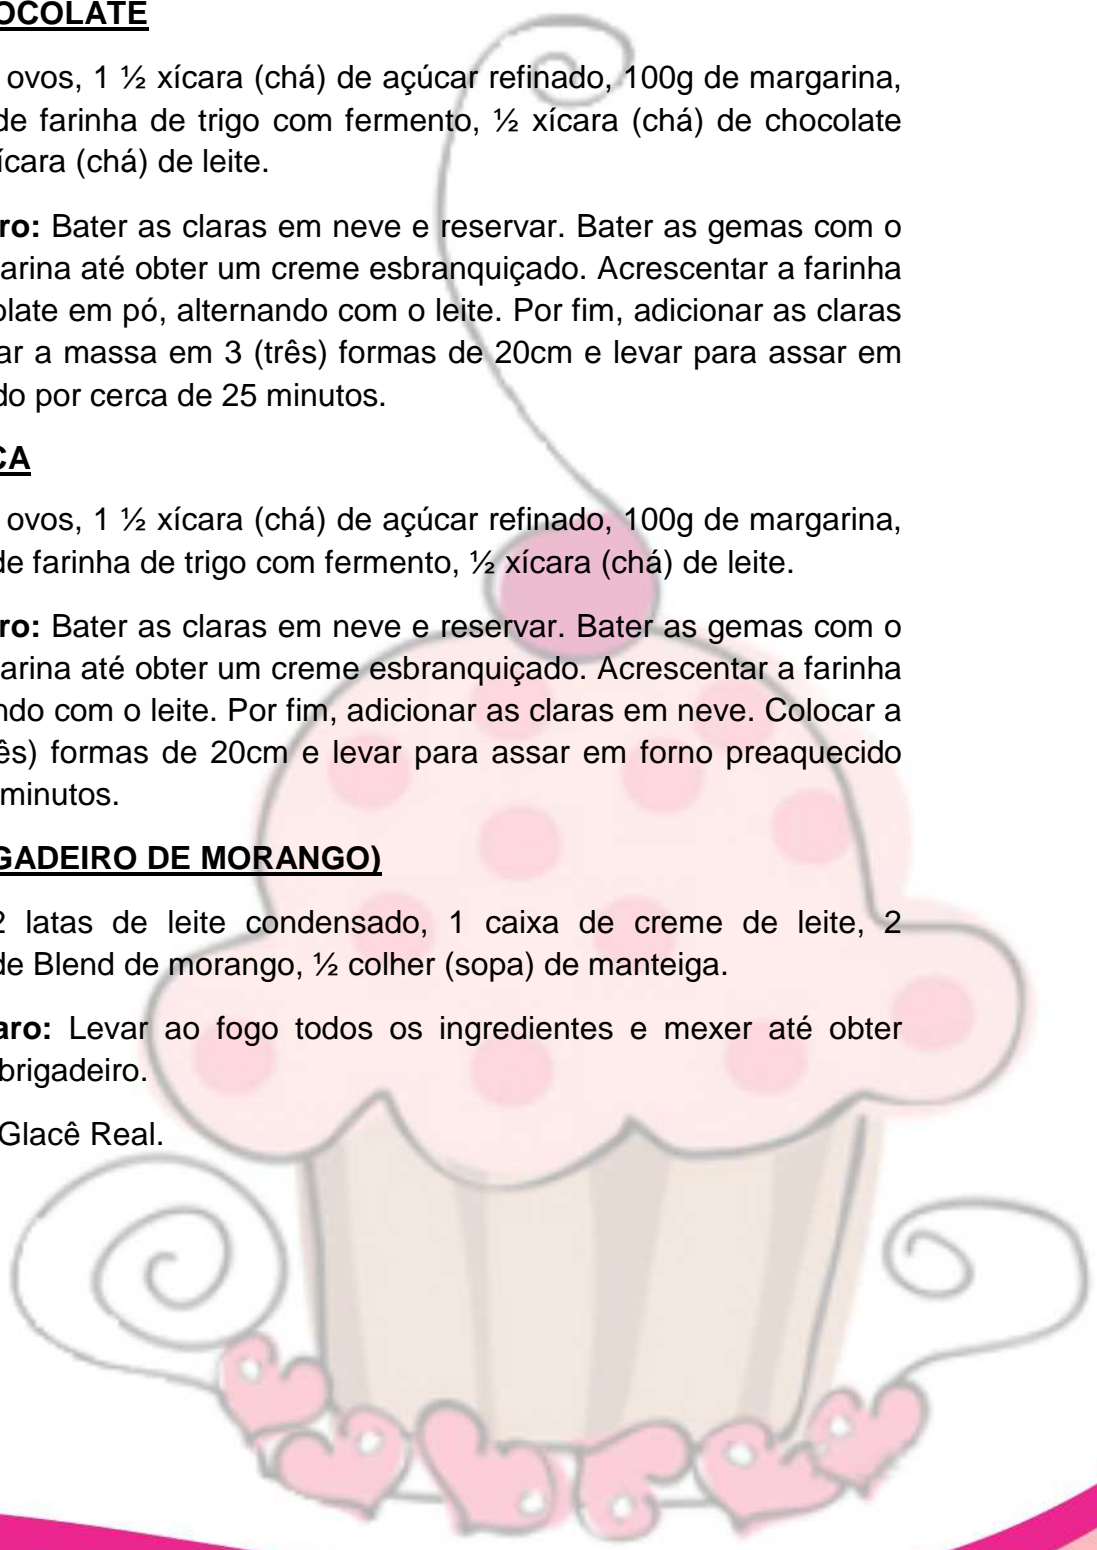 OCOLATE
ovos, 1 ½ xícara (chá) de açúcar refinado, 100g de margarina,
de farinha de trigo com fermento, ½ xícara (chá) de chocolate
ícara (chá) de leite.
ro: Bater as claras em neve e reservar. Bater as gemas com o
arina até obter um creme esbranquiçado. Acrescentar a farinha
olate em pó, alternando com o leite. Por fim, adicionar as claras
ar a massa em 3 (três) formas de 20cm e levar para assar em
do por cerca de 25 minutos.
CA
ovos, 1 ½ xícara (chá) de açúcar refinado, 100g de margarina,
de farinha de trigo com fermento, ½ xícara (chá) de leite.
ro: Bater as claras em neve e reservar. Bater as gemas com o
arina até obter um creme esbranquiçado. Acrescentar a farinha
ndo com o leite. Por fim, adicionar as claras em neve. Colocar a
ês) formas de 20cm e levar para assar em forno preaquecido
minutos.
GADEIRO DE MORANGO)
2 latas de leite condensado, 1 caixa de creme de leite, 2
de Blend de morango, ½ colher (sopa) de manteiga.
aro: Levar ao fogo todos os ingredientes e mexer até obter
brigadeiro.
Glacê Real.